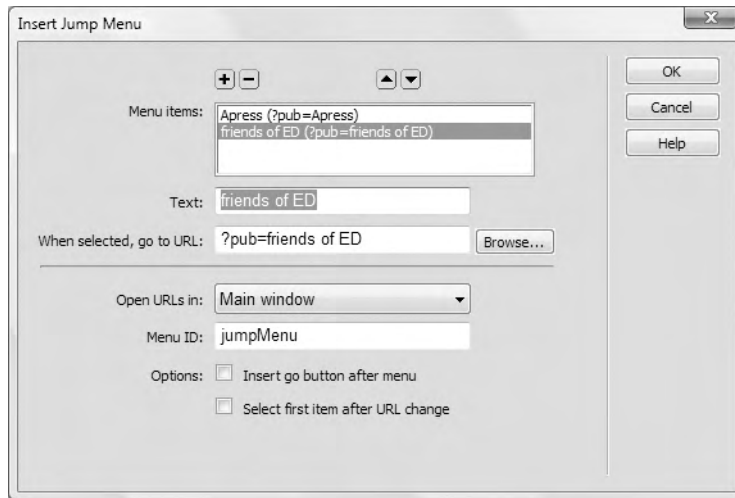 Insert Jump Menu
X
+ -
OK
Menu items:
Apress (?pub=Apress)
Cancel
friends of ED (?pub=friends of ED)
Help
Text: friends of ED
When selected, go to URL: ?pub=friends of ED Browse...
Open URLs in: Main window
Menu ID: jumpMenu
Options: Insert go button after menu
Select first item after URL change